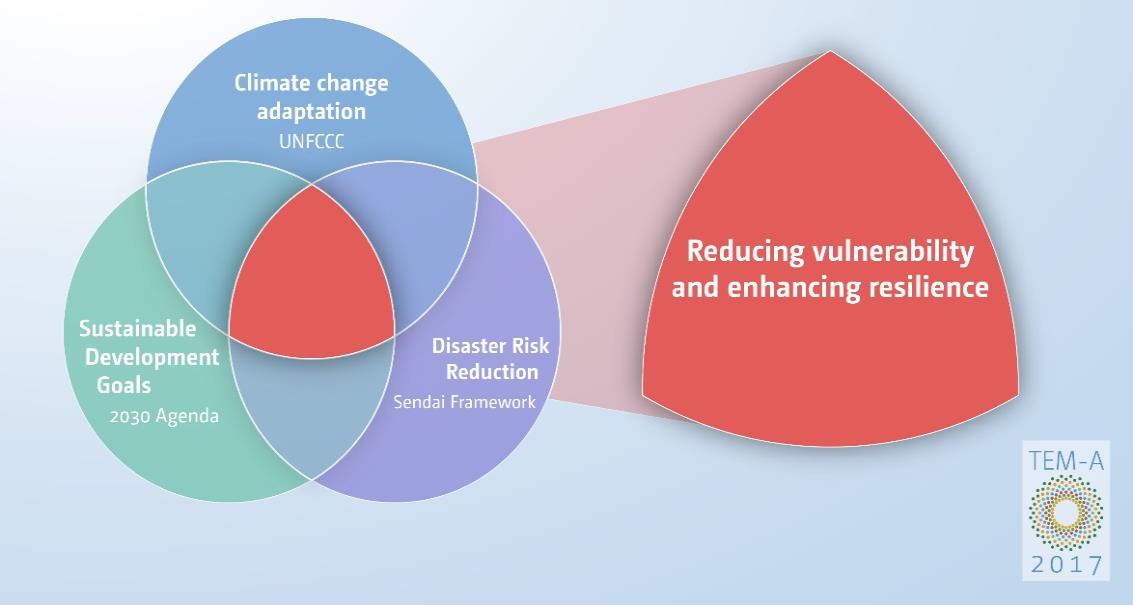 Climate change
adaptation
UNFCCC
Sustainable
Development
Goals
2030 Agenda
Disaster Risk
Reduction
Sendai Framework
Reducing vulnerability
and enhancing resilience
TEM-A
2017